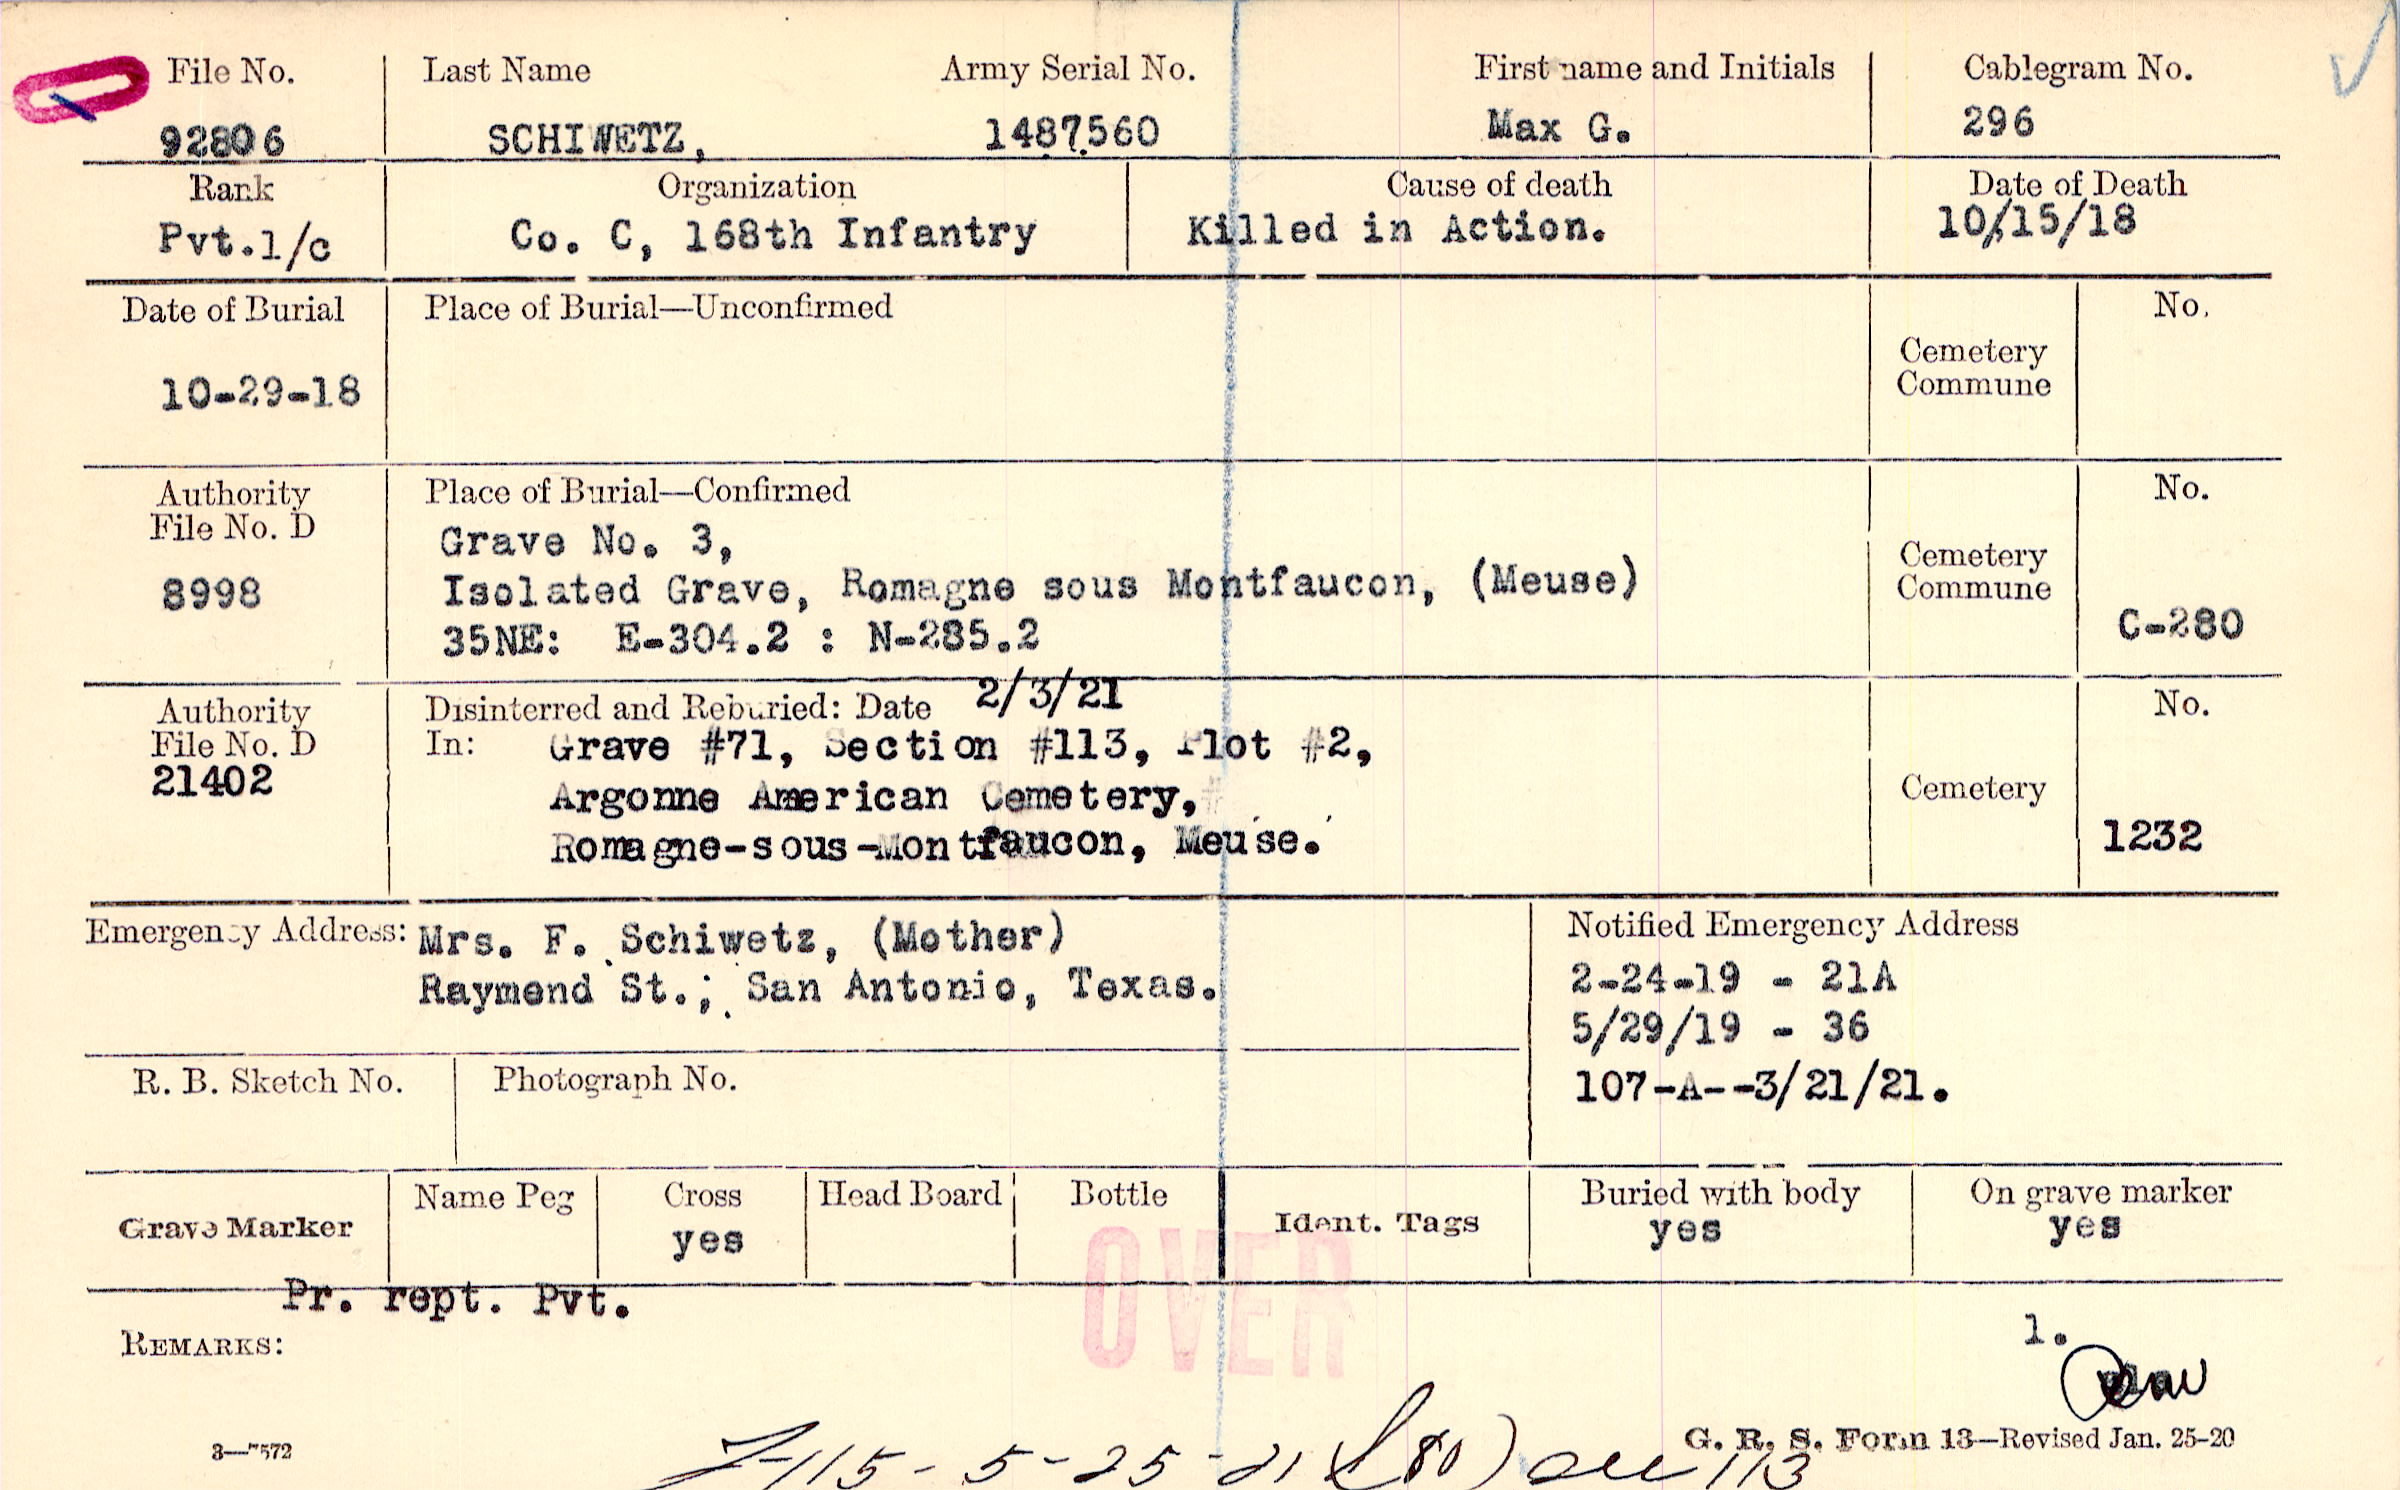 File No. Last Name Army Serial No. First name and Initials Cablegram No.
92806 SCHIWETZ, 1487560 Max G. 296
Rank Organization Cause of death Date of Death
Pvt.1/c Co. C, 168th Infantry Killed in Action. 10/15/18
Date of Burial Place of Burial—Unconfirmed No.
Cemetery
Commune
10-29-18
Authority Place of Burial—Confirmed No.
File No. D
Grave No. 3,
8998 Isolated Grave, Romagne sous Montfaucon, (Meuse)
Cemetery
Commune
35NE: E-304.2 : N-285.2 C-280
Authority Disinterred and Reburied: Date 2/3/21 No.
File No. D In: Grave #71, Section #113, Plot #2,
21402 Argonne American Cemetery, Cemetery
Romagne-sous-Montfaucon, Meuse. 1232
Emergency Address: Mrs. F. Schiwetz, (Mother) Notified Emergency Address
Raymond St.; San Antonio, Texas. 2-24-19 - 21A
5/29/19 - 36
R. B. Sketch No. Photograph No. 107-A--3/21/21.
Name Peg Cross Head Board Bottle Buried with body On grave marker
Grave Marker yes Ident. Tags yes yes
OVER
Pr. rept. Pvt.
REMARKS: 1.
G. R. S. Form 13—Revised Jan. 25-20
3—7572
115-5-25-21 113